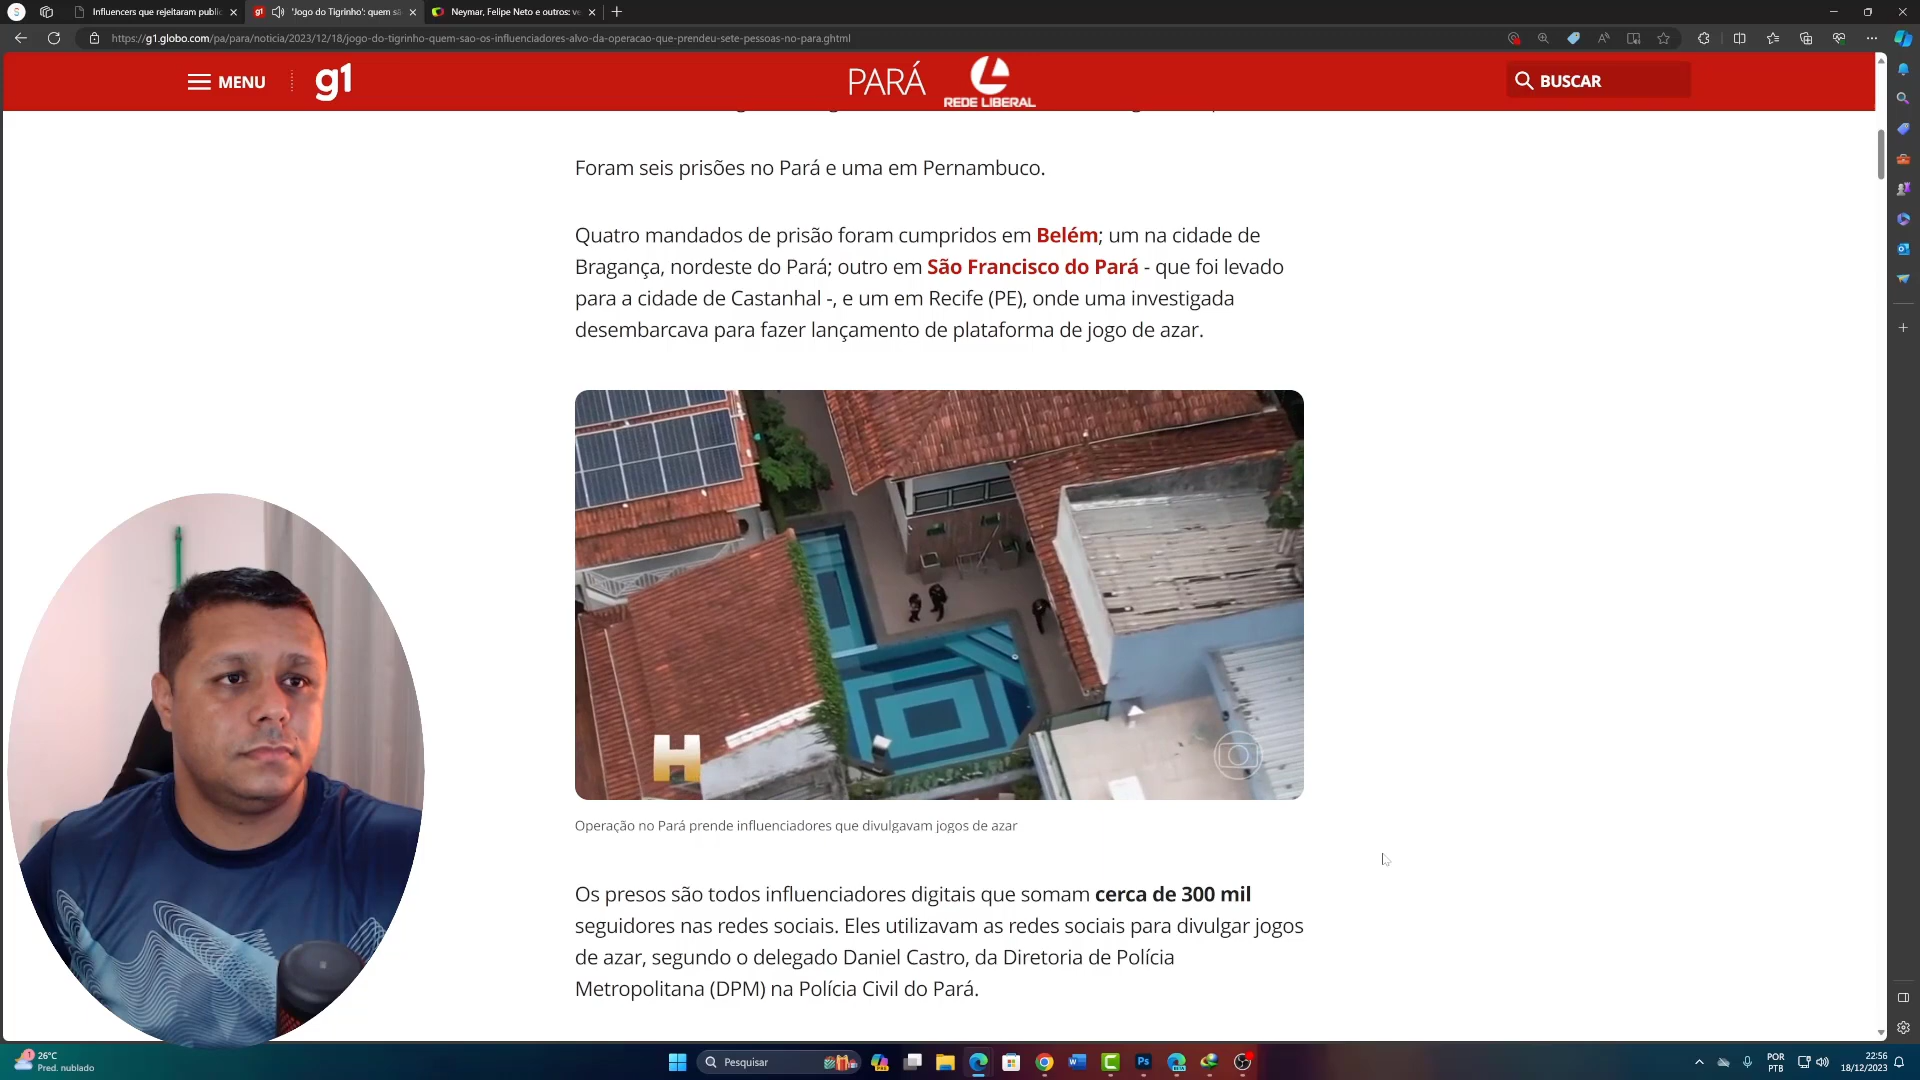 Influencers que rejeitaram public
'Jogo do Tigrinho': quem sã
Neymar, Felipe Neto e outros: ve
https://g1.globo.com/pa/para/noticia/2023/12/18/jogo-do-tigrinho-quem-sao-os-influenciadores-alvo-da-operacao-que-prendeu-sete-pessoas-no-para.ghtml
MENU
g1
PARÁ
REDE LIBERAL
BUSCAR
Foram seis prisões no Pará e uma em Pernambuco.
Quatro mandados de prisão foram cumpridos em Belém; um na cidade de
Bragança, nordeste do Pará; outro em São Francisco do Pará - que foi levado
para a cidade de Castanhal -, e um em Recife (PE), onde uma investigada
desembarcava para fazer lançamento de plataforma de jogo de azar.
H
Operação no Pará prende influenciadores que divulgavam jogos de azar
Os presos são todos influenciadores digitais que somam cerca de 300 mil
seguidores nas redes sociais. Eles utilizavam as redes sociais para divulgar jogos
de azar, segundo o delegado Daniel Castro, da Diretoria de Polícia
Metropolitana (DPM) na Polícia Civil do Pará.
26°C
Pred. nublado
Pesquisar
POR
PTB
22:56
18/12/2023